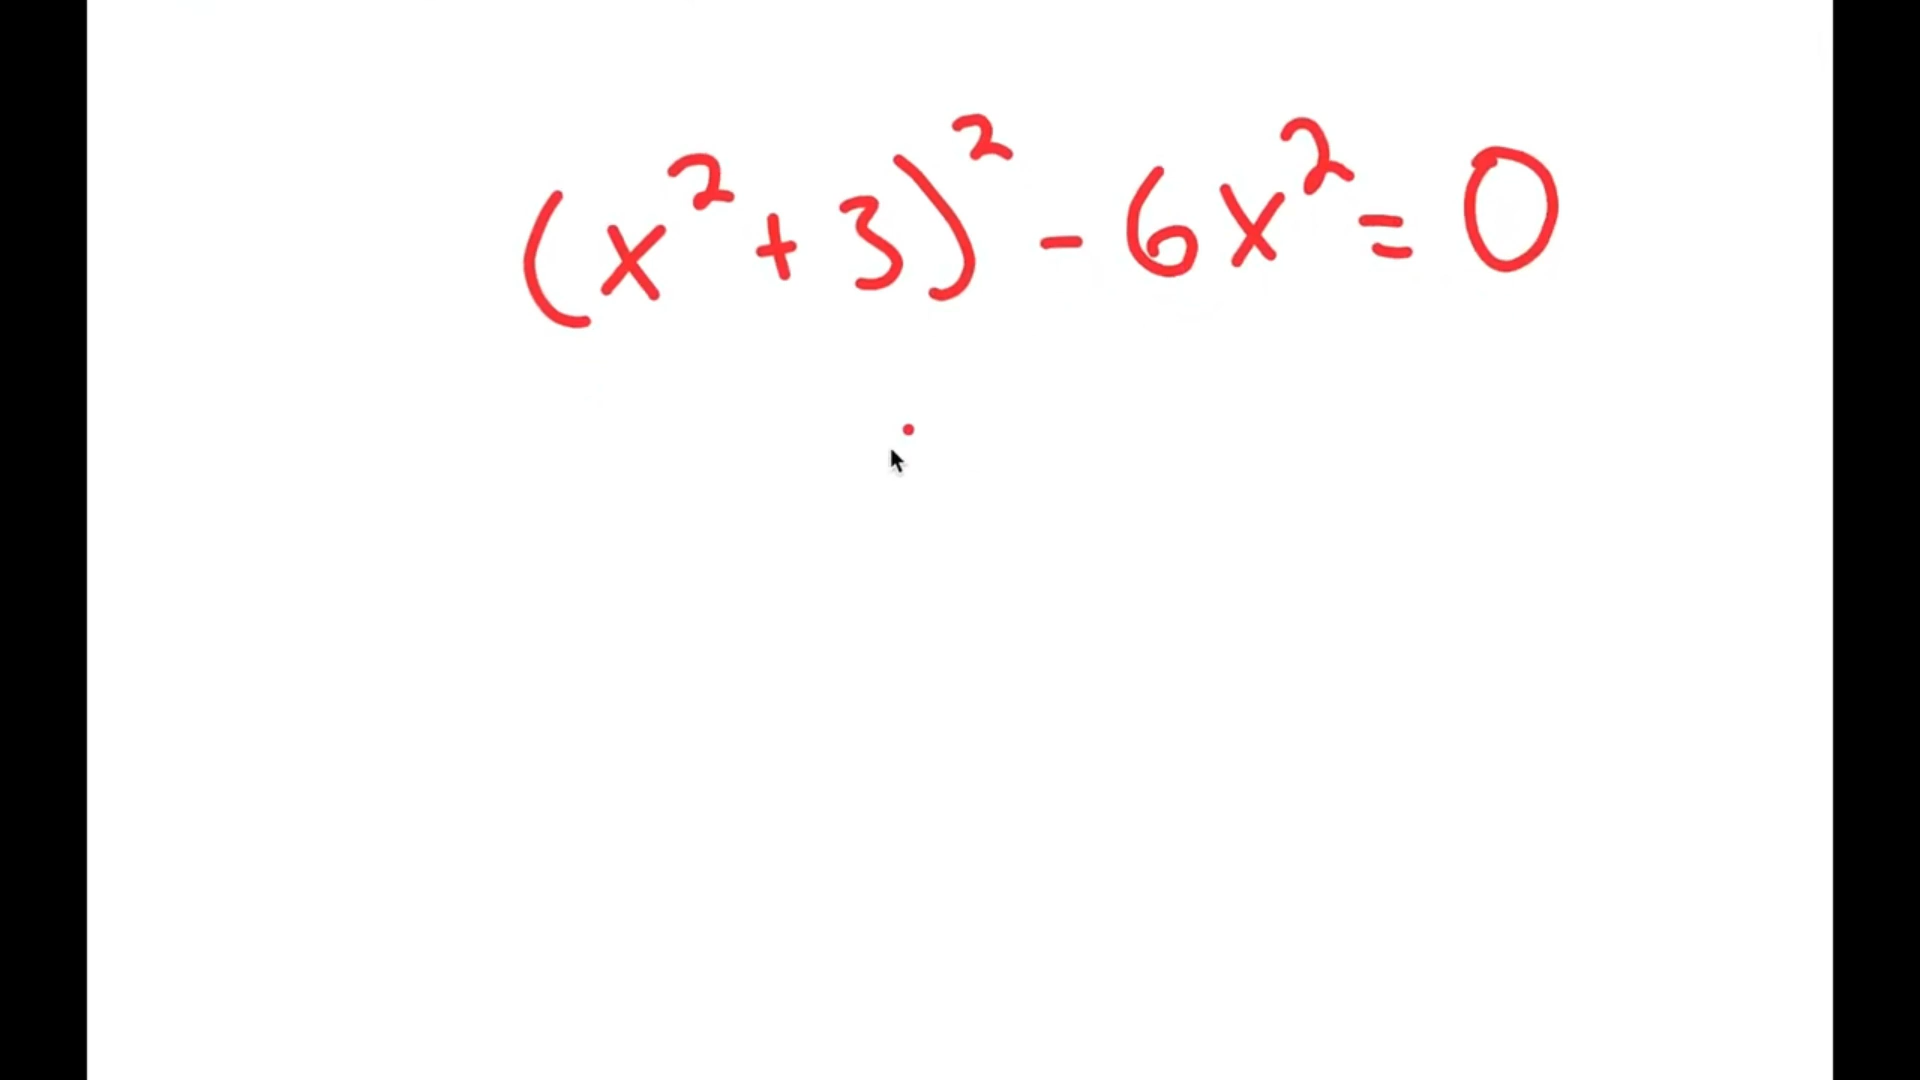 (x²+3)² - 6x² = 0